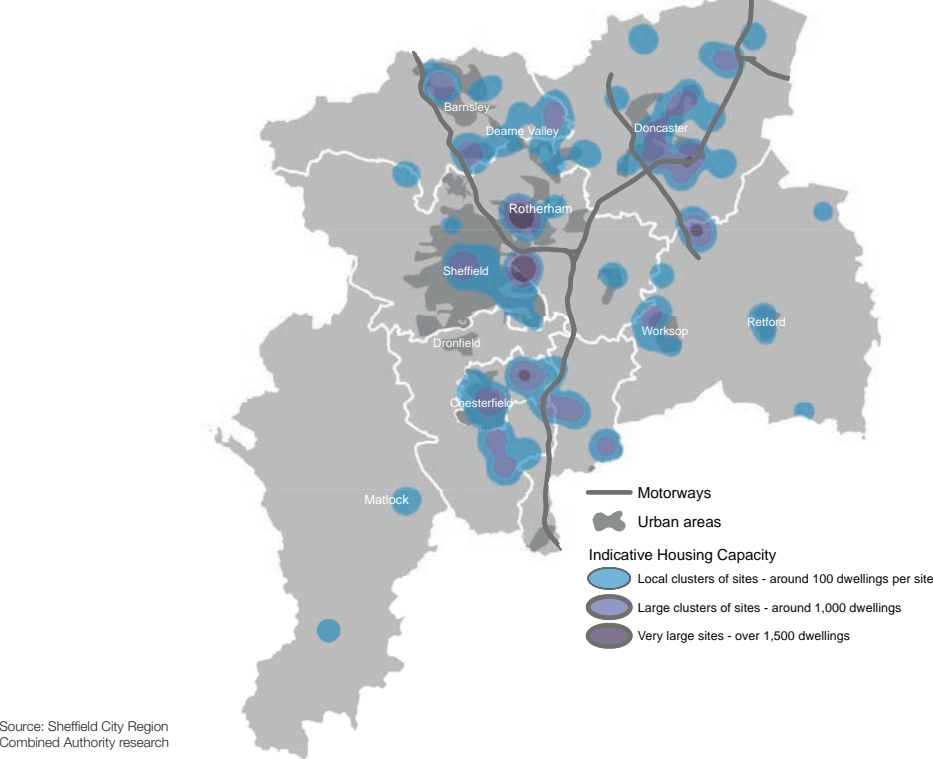 Barnsley
Dearne Valley
Doncaster
Rotherham
Sheffield
Retford
Worksop
Dronfield
Chesterfield
Matlock
Motorways
Urban areas
Indicative Housing Capacity
Local clusters of sites - around 100 dwellings per site
Large clusters of sites - around 1,000 dwellings
Very large sites - over 1,500 dwellings
Source: Sheffield City Region
Combined Authority research